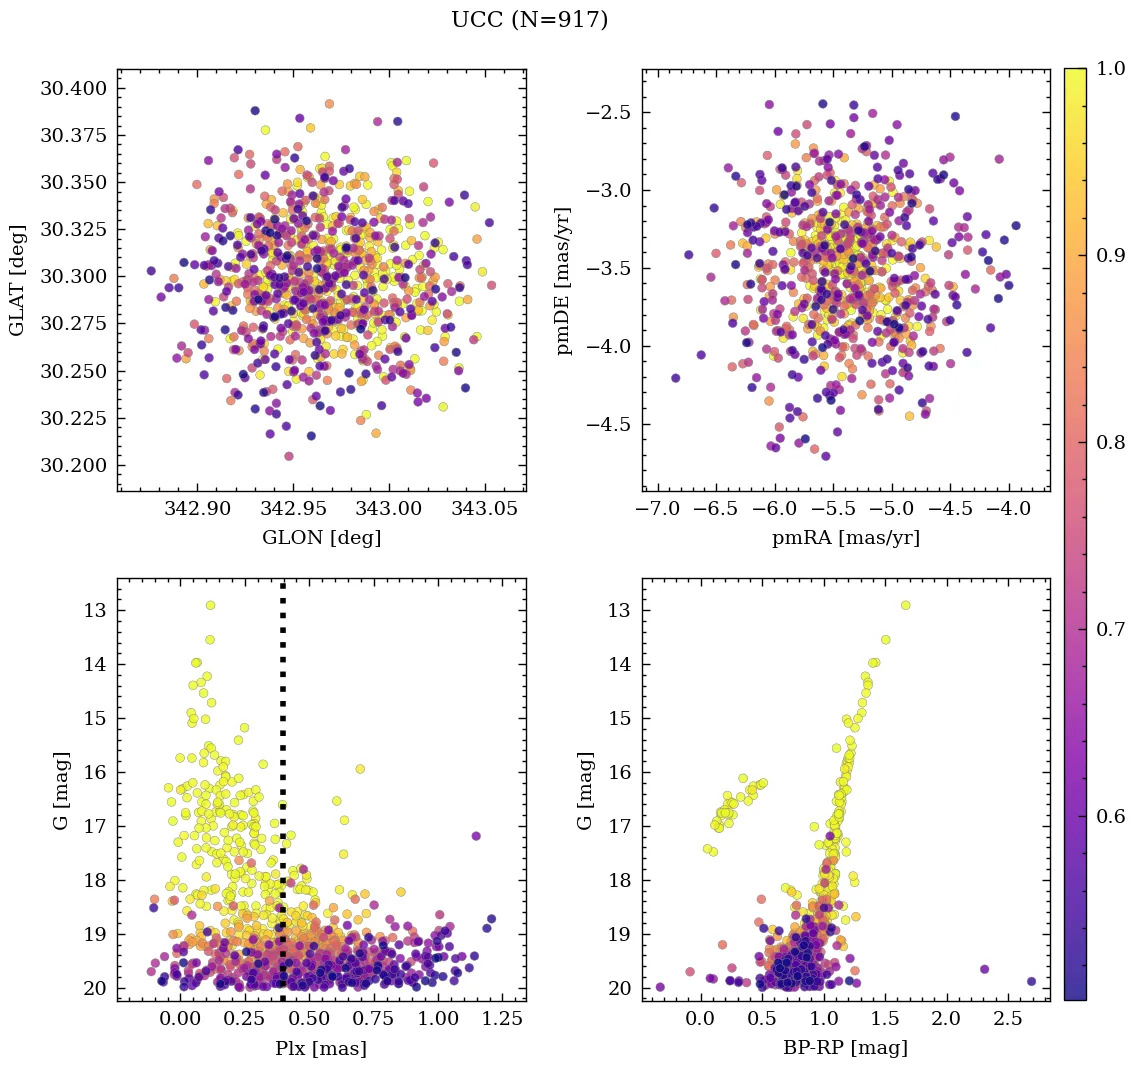 UCC (N=917)
30.400
30.375
30.350
30.325
30.300
30.275
30.250
30.225
30.200
GLAT [deg]
342.90 342.95 343.00 343.05
GLON [deg]
−2.5
−3.0
−3.5
−4.0
−4.5
pmDE [mas/yr]
−7.0 −6.5 −6.0 −5.5 −5.0 −4.5 −4.0
pmRA [mas/yr]
1.0
0.9
0.8
0.7
0.6
13
14
15
16
17
18
19
20
G [mag]
0.00 0.25 0.50 0.75 1.00 1.25
Plx [mas]
13
14
15
16
17
18
19
20
G [mag]
0.0 0.5 1.0 1.5 2.0 2.5
BP-RP [mag]